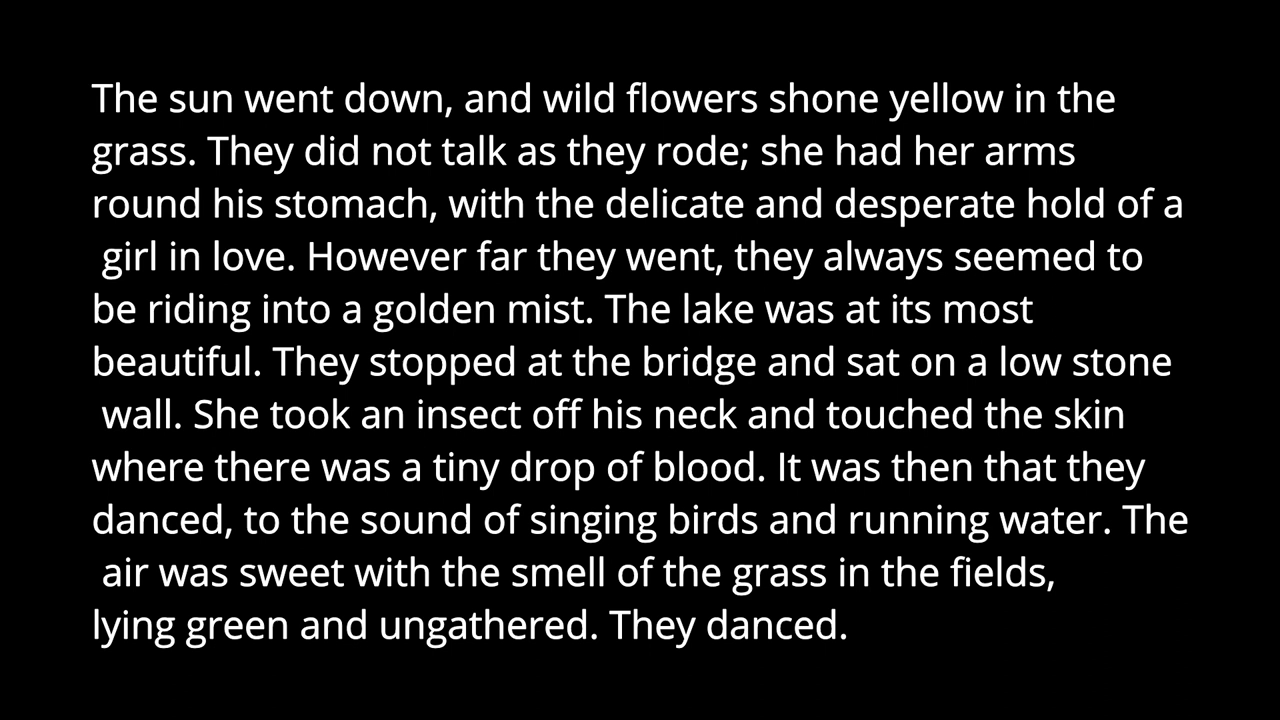 The sun went down, and wild flowers shone yellow in the
grass. They did not talk as they rode; she had her arms
round his stomach, with the delicate and desperate hold of a
girl in love. However far they went, they always seemed to
be riding into a golden mist. The lake was at its most
beautiful. They stopped at the bridge and sat on a low stone
wall. She took an insect off his neck and touched the skin
where there was a tiny drop of blood. It was then that they
danced, to the sound of singing birds and running water. The
air was sweet with the smell of the grass in the fields,
lying green and ungathered. They danced.